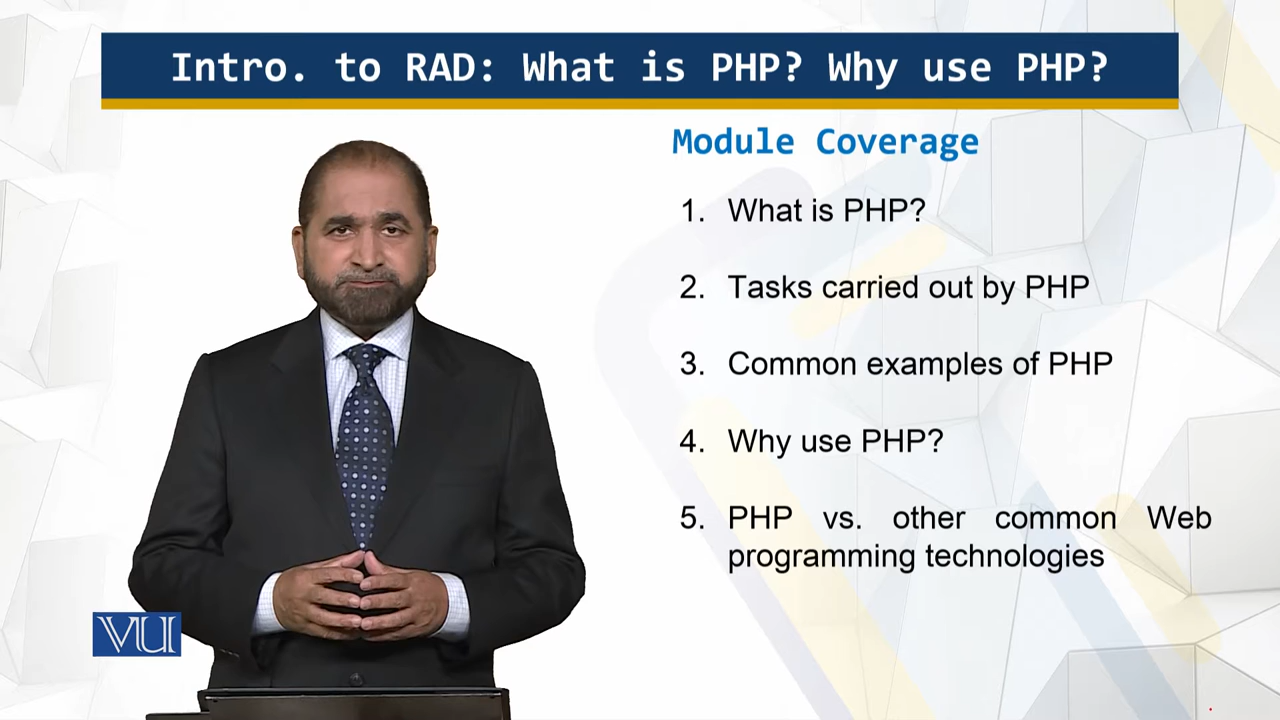 Intro. to RAD: What is PHP? Why use PHP?
Module Coverage
1. What is PHP?
2. Tasks carried out by PHP
3. Common examples of PHP
4. Why use PHP?
5. PHP vs. other common Web
programming technologies
VU